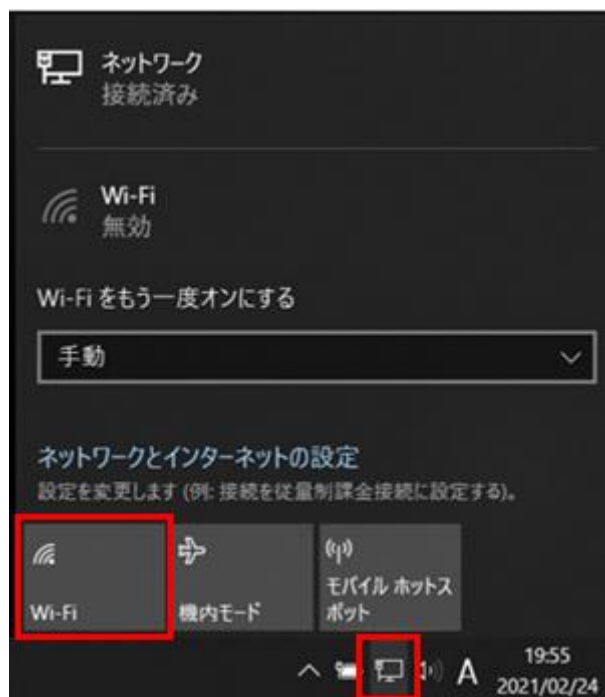 ネットワーク
接続済み
Wi-Fi
無効
Wi-Fi をもう一度オンにする
手動
ネットワークとインターネットの設定
設定を変更します (例: 接続を従量制課金接続に設定する)。
Wi-Fi
機内モード
モバイル ホットス
ポット
A
19:55
2021/02/24